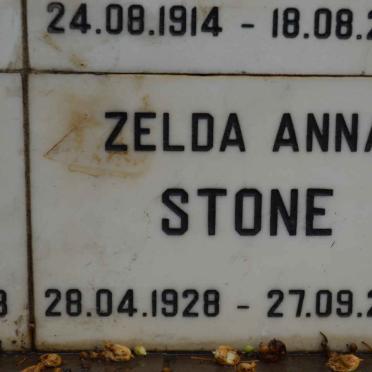 24.08.1914 - 18.08.2
ZELDA ANNA
STONE
28.04.1928 - 27.09.2